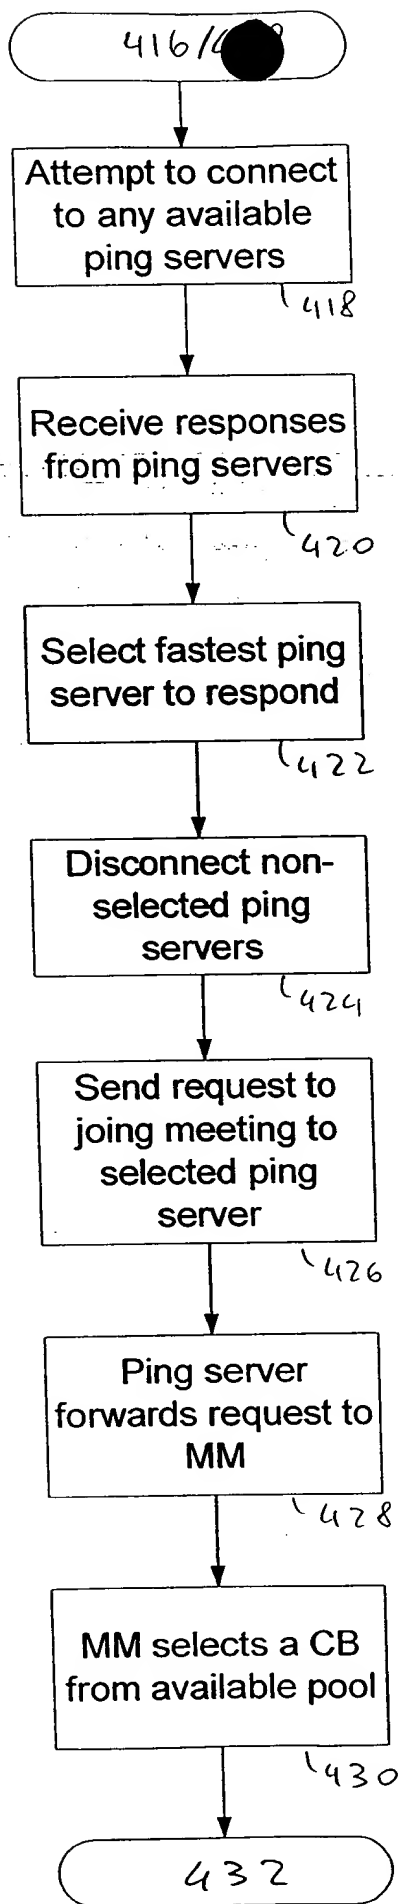 416/4
Attempt to connect
to any available
ping servers
418
Receive responses
from ping servers
420
Select fastest ping
server to respond
422
Disconnect non-
selected ping
servers
424
Send request to
joing meeting to
selected ping
server
426
Ping server
forwards request to
MM
428
MM selects a CB
from available pool
430
432